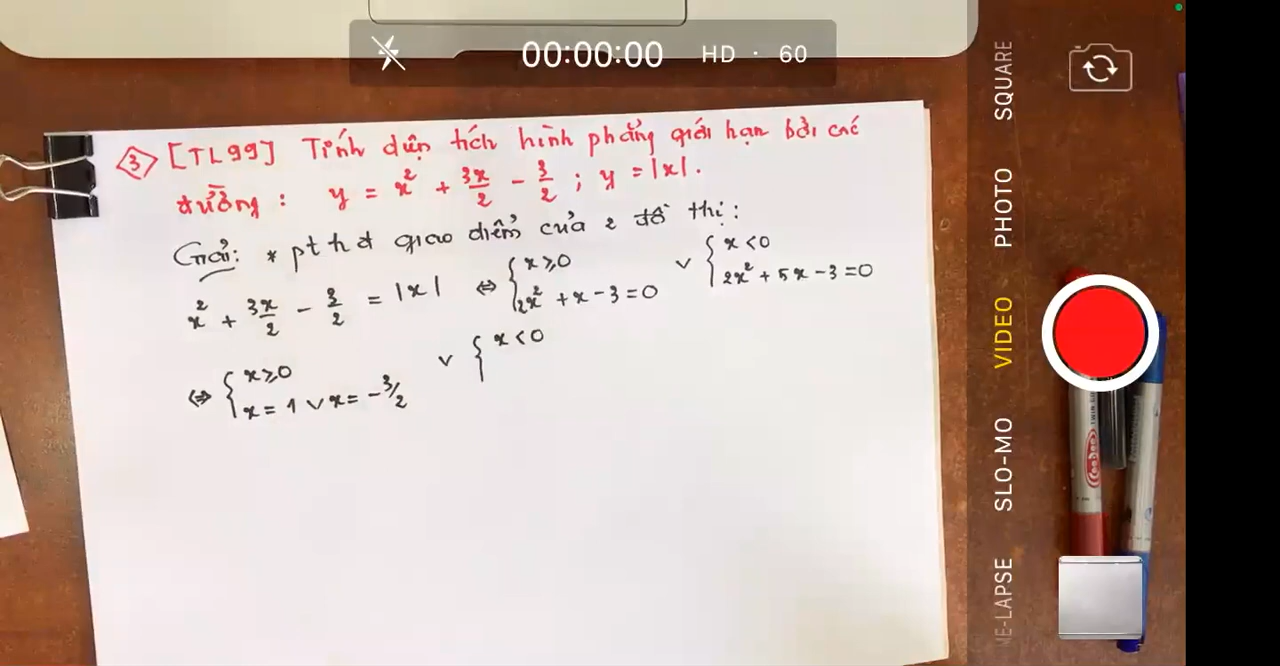 00:00:00 HD · 60
③ [TL99] Tính diện tích hình phẳng giới hạn bởi các
đường : y = x² + 3x/2 - 3/2 ; y = |x|.
Giải: * pt hđ giao điểm của 2 đồ thị :
x² + 3x/2 - 3/2 = |x| ⇔ { x ≥ 0 ; 2x² + x - 3 = 0 ∨ { x < 0 ; 2x² + 5x - 3 = 0
⇔ { x ≥ 0 ; x = 1 ∨ x = -3/2 ∨ { x < 0
SQUARE
PHOTO
VIDEO
SLO-MO
ME-LAPSE